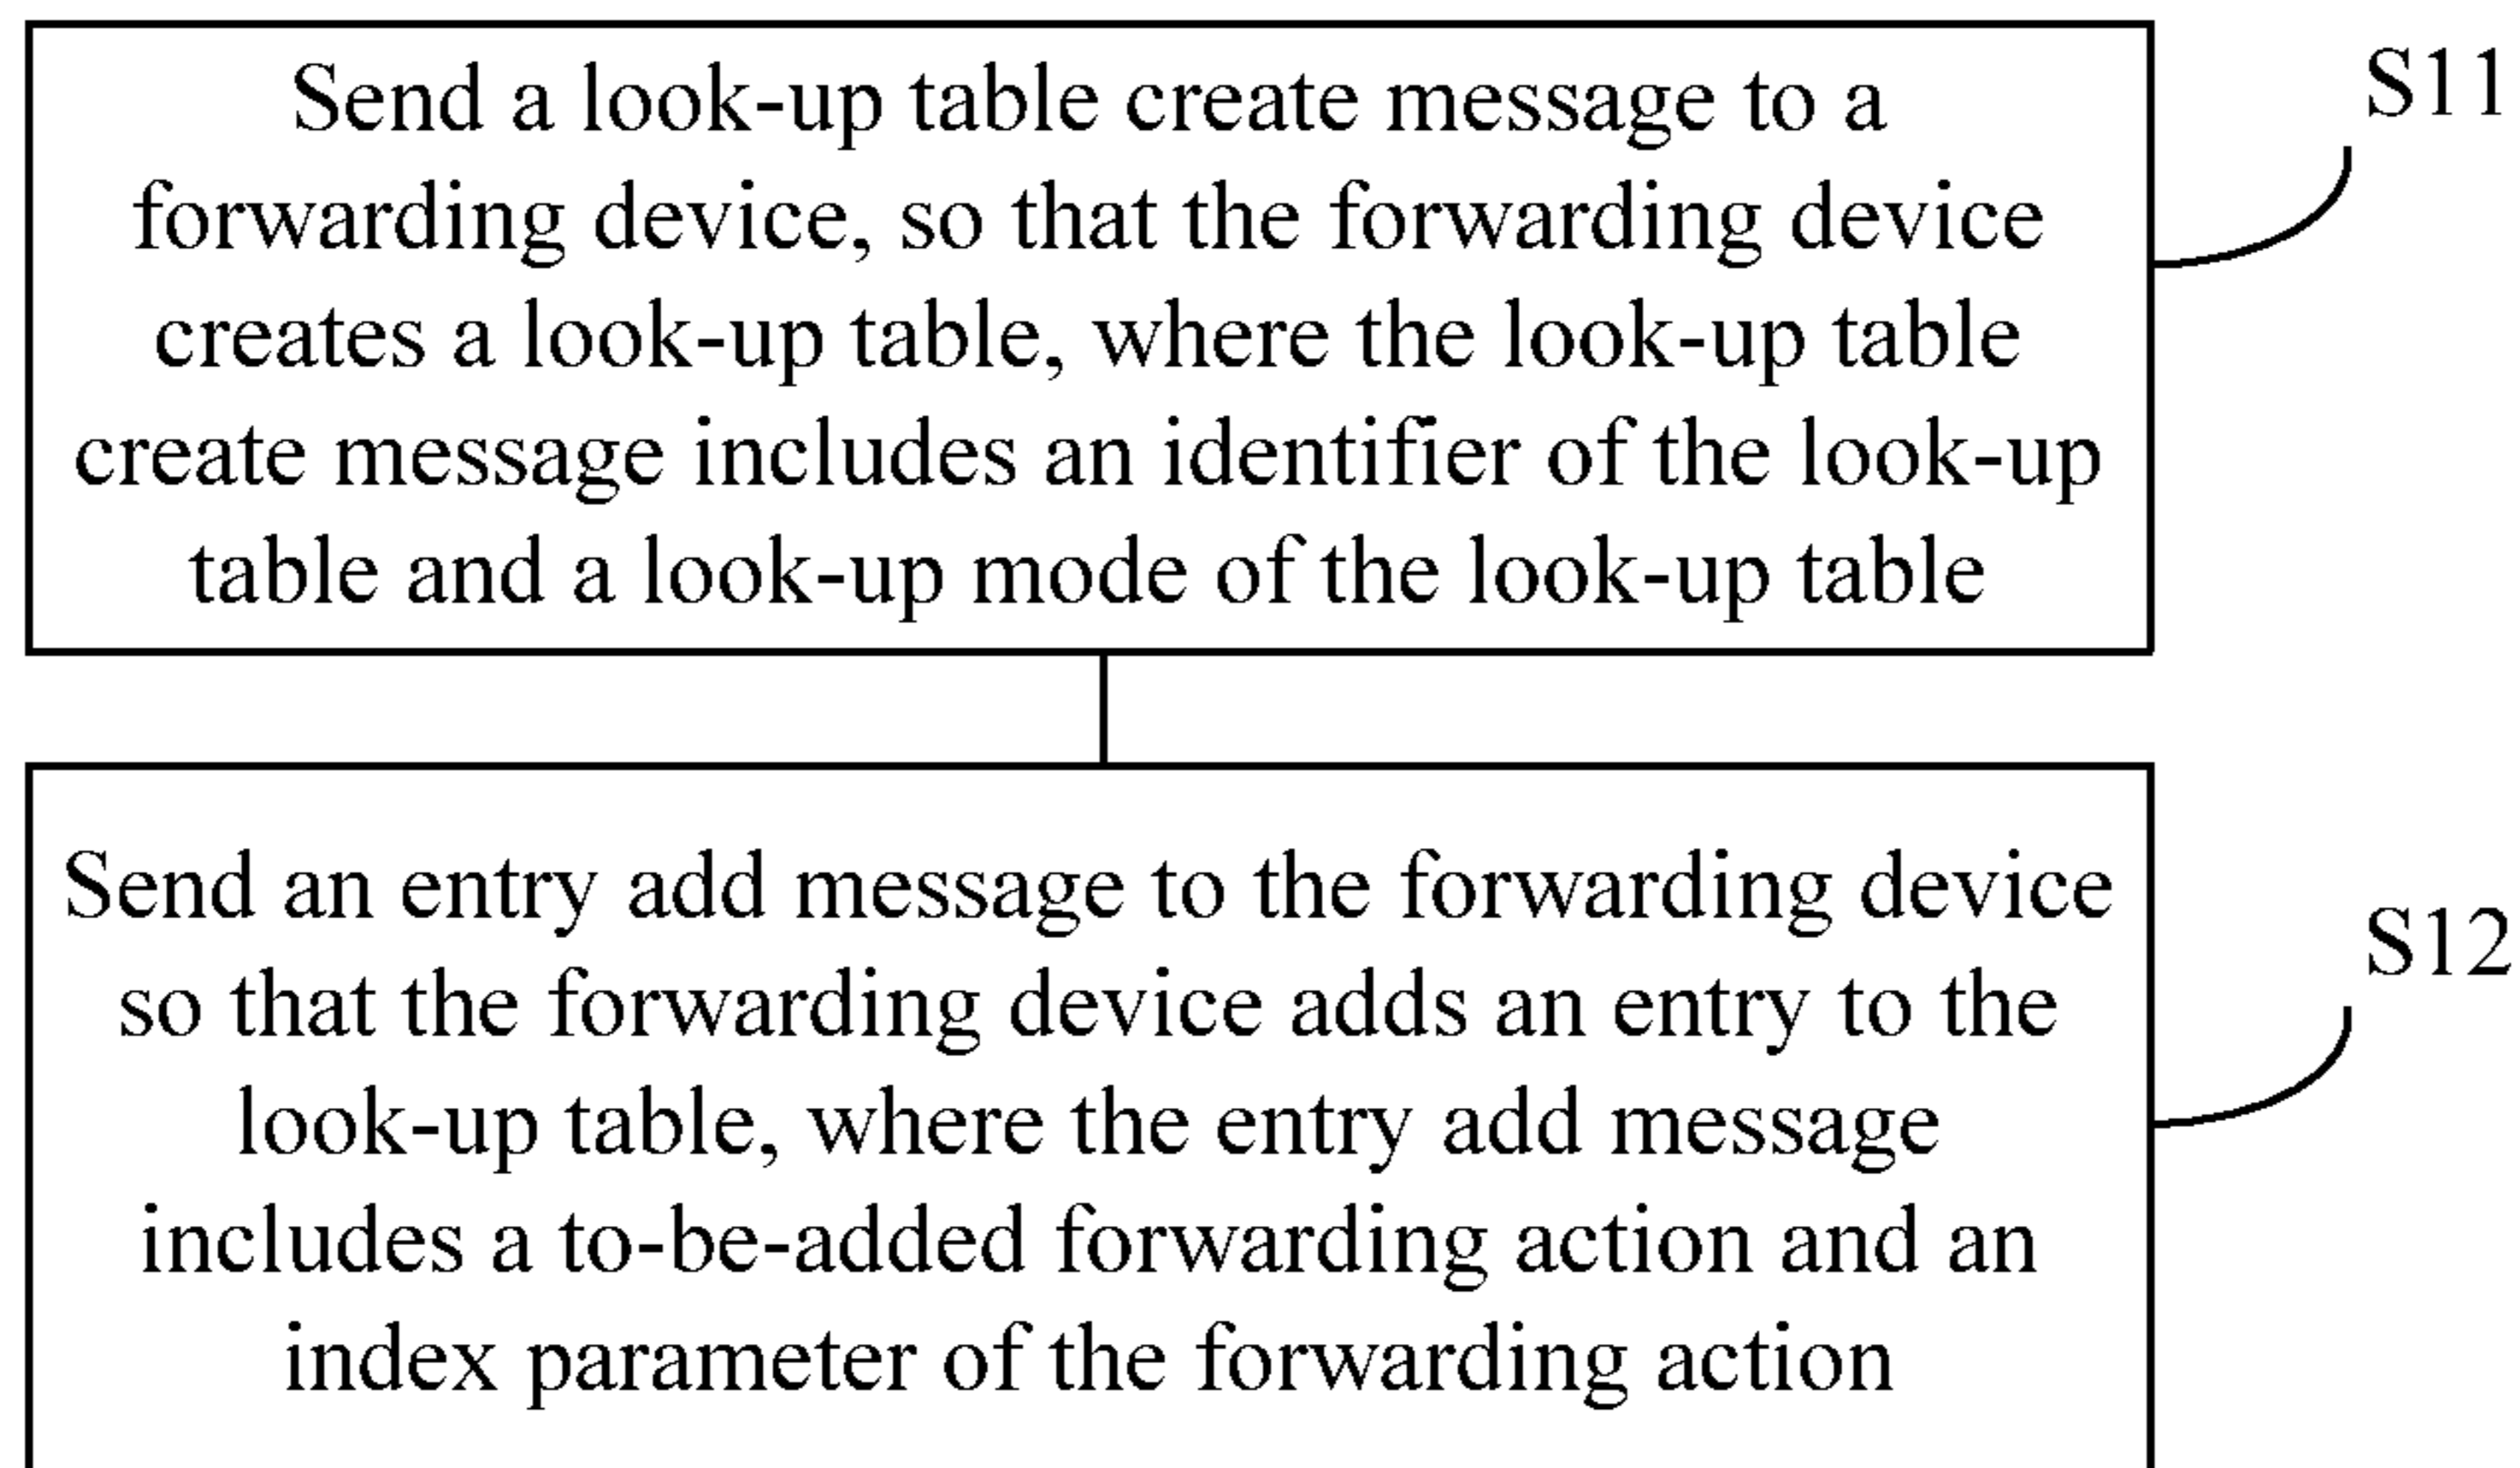 Send a look-up table create message to a
forwarding device, so that the forwarding device
creates a look-up table, where the look-up table
create message includes an identifier of the look-up
table and a look-up mode of the look-up table
S11
Send an entry add message to the forwarding device
so that the forwarding device adds an entry to the
look-up table, where the entry add message
includes a to-be-added forwarding action and an
index parameter of the forwarding action
S12